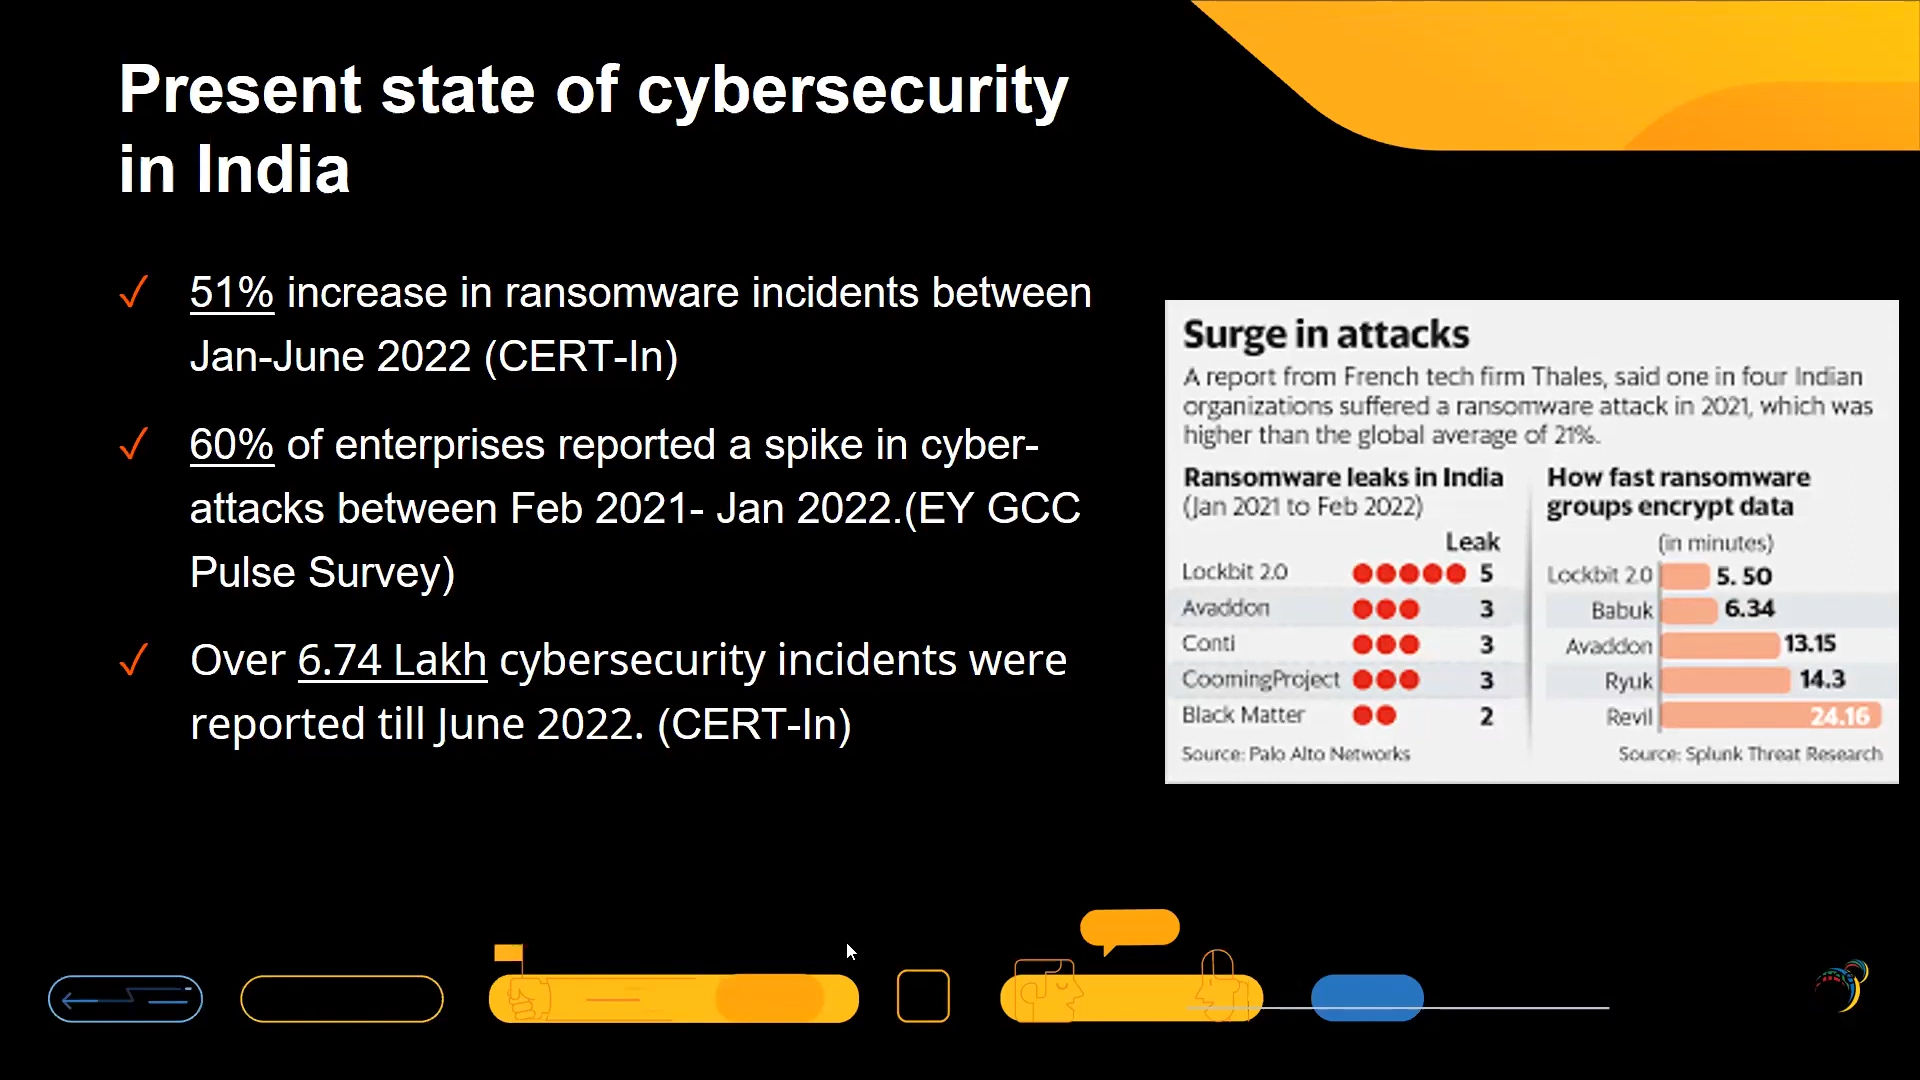 Present state of cybersecurity
in India
51% increase in ransomware incidents between
Jan-June 2022 (CERT-In)
60% of enterprises reported a spike in cyber-
attacks between Feb 2021- Jan 2022.(EY GCC
Pulse Survey)
Over 6.74 Lakh cybersecurity incidents were
reported till June 2022. (CERT-In)
Surge in attacks
A report from French tech firm Thales, said one in four Indian
organizations suffered a ransomware attack in 2021, which was
higher than the global average of 21%.
Ransomware leaks in India
(Jan 2021 to Feb 2022)
Leak
Lockbit 2.0 5
Avaddon 3
Conti 3
CoomingProject 3
Black Matter 2
Source: Palo Alto Networks
How fast ransomware
groups encrypt data
(in minutes)
Lockbit 2.0 5. 50
Babuk 6.34
Avaddon 13.15
Ryuk 14.3
Revil 24.16
Source: Splunk Threat Research